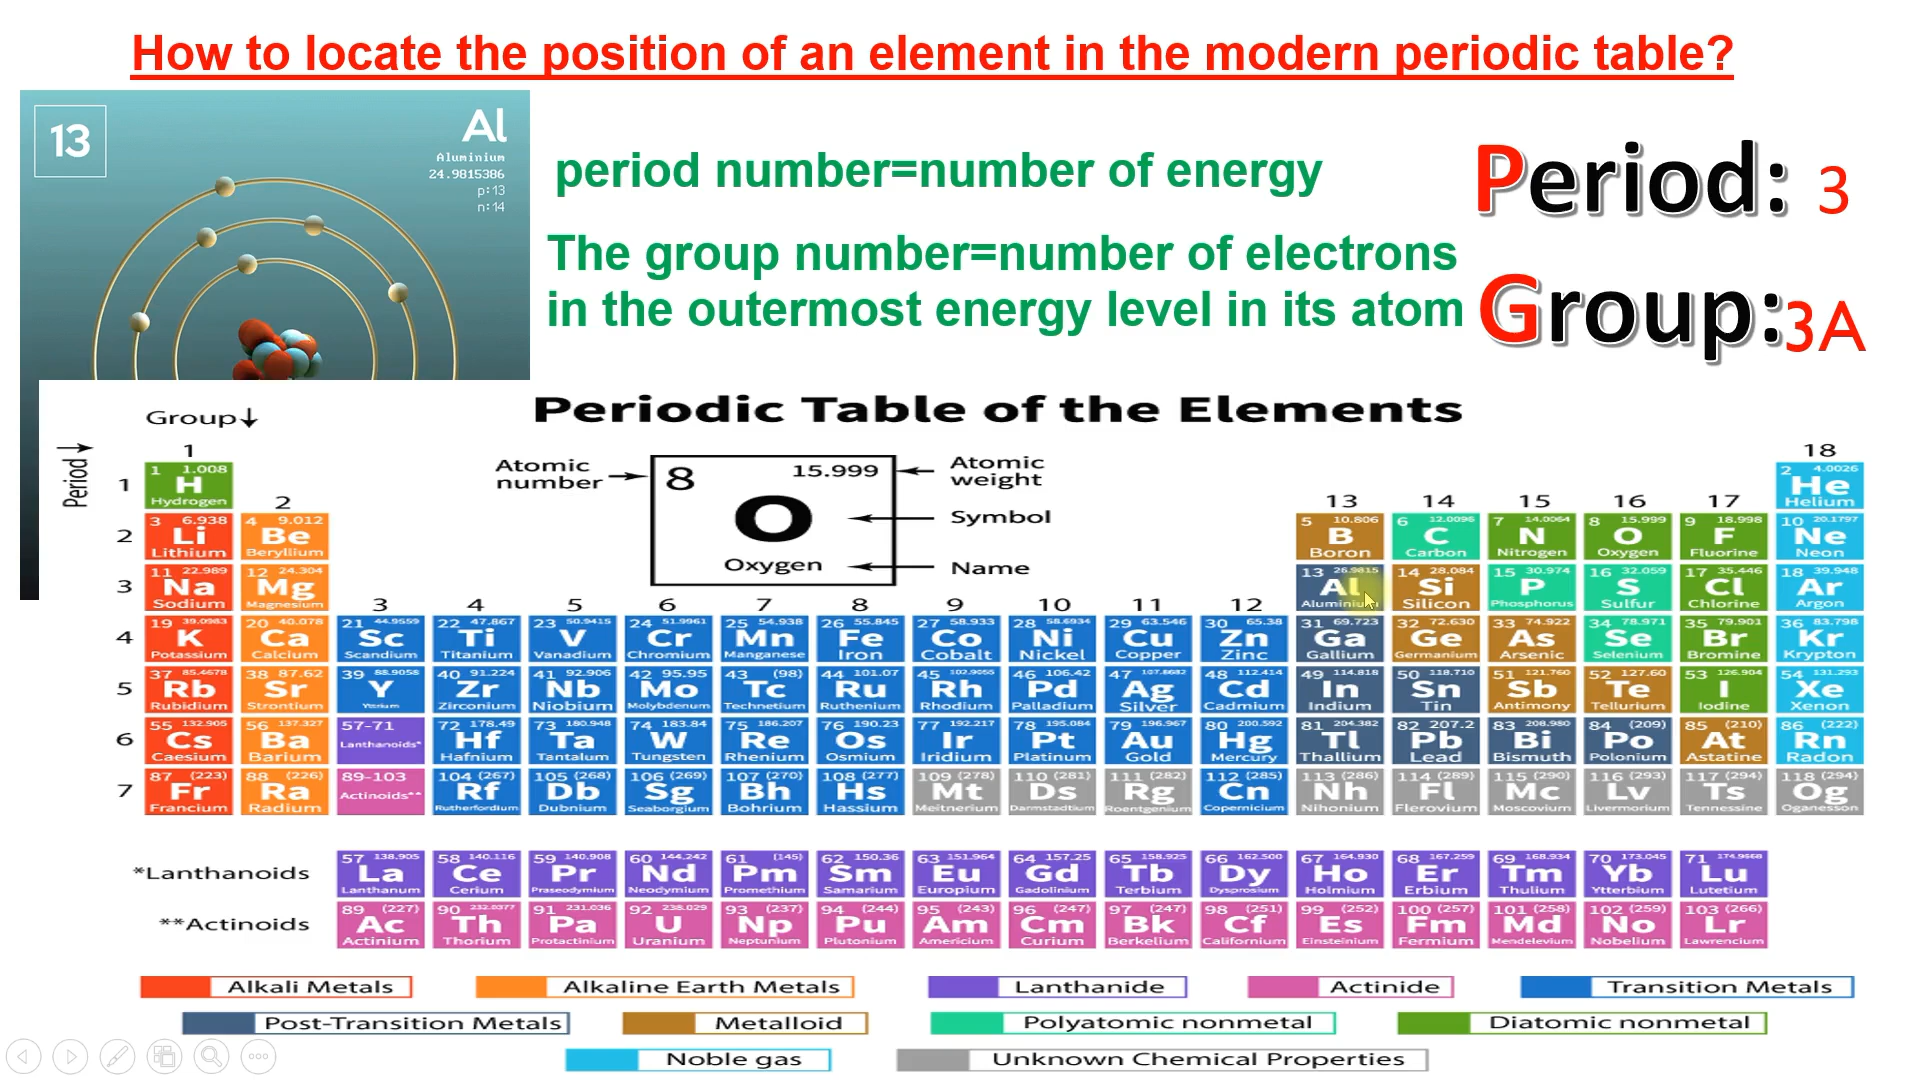 How to locate the position of an element in the modern periodic table?
13
Al
Aluminium
24.9815386
p:13
n:14
period number=number of energy
The group number=number of electrons
in the outermost energy level in its atom
Period: 3
Group:3A
Periodic Table of the Elements
Group↓
Period
Atomic number
8 15.999
O
Oxygen
Atomic weight
Symbol
Name
1 18
2 13 14 15 16 17
3 4 5 6 7 8 9 10 11 12
1
1 1.008 H Hydrogen
2 4.0026 He Helium
2
3 6.938 Li Lithium
4 9.012 Be Beryllium
5 10.806 B Boron
6 12.0096 C Carbon
7 14.0064 N Nitrogen
8 15.999 O Oxygen
9 18.998 F Fluorine
10 20.1797 Ne Neon
3
11 22.989 Na Sodium
12 24.304 Mg Magnesium
13 26.9815 Al Aluminium
14 28.084 Si Silicon
15 30.974 P Phosphorus
16 32.059 S Sulfur
17 35.446 Cl Chlorine
18 39.948 Ar Argon
4
19 39.0983 K Potassium
20 40.078 Ca Calcium
21 44.9559 Sc Scandium
22 47.867 Ti Titanium
23 50.9415 V Vanadium
24 51.9961 Cr Chromium
25 54.938 Mn Manganese
26 55.845 Fe Iron
27 58.933 Co Cobalt
28 58.6934 Ni Nickel
29 63.546 Cu Copper
30 65.38 Zn Zinc
31 69.723 Ga Gallium
32 72.630 Ge Germanium
33 74.922 As Arsenic
34 78.971 Se Selenium
35 79.901 Br Bromine
36 83.798 Kr Krypton
5
37 85.4678 Rb Rubidium
38 87.62 Sr Strontium
39 88.9058 Y Yttrium
40 91.224 Zr Zirconium
41 92.906 Nb Niobium
42 95.95 Mo Molybdenum
43 (98) Tc Technetium
44 101.07 Ru Ruthenium
45 102.9055 Rh Rhodium
46 106.42 Pd Palladium
47 107.8682 Ag Silver
48 112.414 Cd Cadmium
49 114.818 In Indium
50 118.710 Sn Tin
51 121.760 Sb Antimony
52 127.60 Te Tellurium
53 126.904 I Iodine
54 131.293 Xe Xenon
6
55 132.905 Cs Caesium
56 137.327 Ba Barium
57-71 Lanthanoids*
72 178.49 Hf Hafnium
73 180.948 Ta Tantalum
74 183.84 W Tungsten
75 186.207 Re Rhenium
76 190.23 Os Osmium
77 192.217 Ir Iridium
78 195.084 Pt Platinum
79 196.967 Au Gold
80 200.592 Hg Mercury
81 204.382 Tl Thallium
82 207.2 Pb Lead
83 208.980 Bi Bismuth
84 (209) Po Polonium
85 (210) At Astatine
86 (222) Rn Radon
7
87 (223) Fr Francium
88 (226) Ra Radium
89-103 Actinoids**
104 (267) Rf Rutherfordium
105 (268) Db Dubnium
106 (269) Sg Seaborgium
107 (270) Bh Bohrium
108 (277) Hs Hassium
109 (278) Mt Meitnerium
110 (281) Ds Darmstadtium
111 (282) Rg Roentgenium
112 (285) Cn Copernicium
113 (286) Nh Nihonium
114 (289) Fl Flerovium
115 (290) Mc Moscovium
116 (293) Lv Livermorium
117 (294) Ts Tennessine
118 (294) Og Oganesson
*Lanthanoids
57 138.905 La Lanthanum
58 140.116 Ce Cerium
59 140.908 Pr Praseodymium
60 144.242 Nd Neodymium
61 (145) Pm Promethium
62 150.36 Sm Samarium
63 151.964 Eu Europium
64 157.25 Gd Gadolinium
65 158.925 Tb Terbium
66 162.500 Dy Dysprosium
67 164.930 Ho Holmium
68 167.259 Er Erbium
69 168.934 Tm Thulium
70 173.045 Yb Ytterbium
71 174.9668 Lu Lutetium
**Actinoids
89 (227) Ac Actinium
90 232.0377 Th Thorium
91 231.036 Pa Protactinium
92 238.029 U Uranium
93 (237) Np Neptunium
94 (244) Pu Plutonium
95 (243) Am Americium
96 (247) Cm Curium
97 (247) Bk Berkelium
98 (251) Cf Californium
99 (252) Es Einsteinium
100 (257) Fm Fermium
101 (258) Md Mendelevium
102 (259) No Nobelium
103 (266) Lr Lawrencium
Alkali Metals
Alkaline Earth Metals
Lanthanide
Actinide
Transition Metals
Post-Transition Metals
Metalloid
Polyatomic nonmetal
Diatomic nonmetal
Noble gas
Unknown Chemical Properties